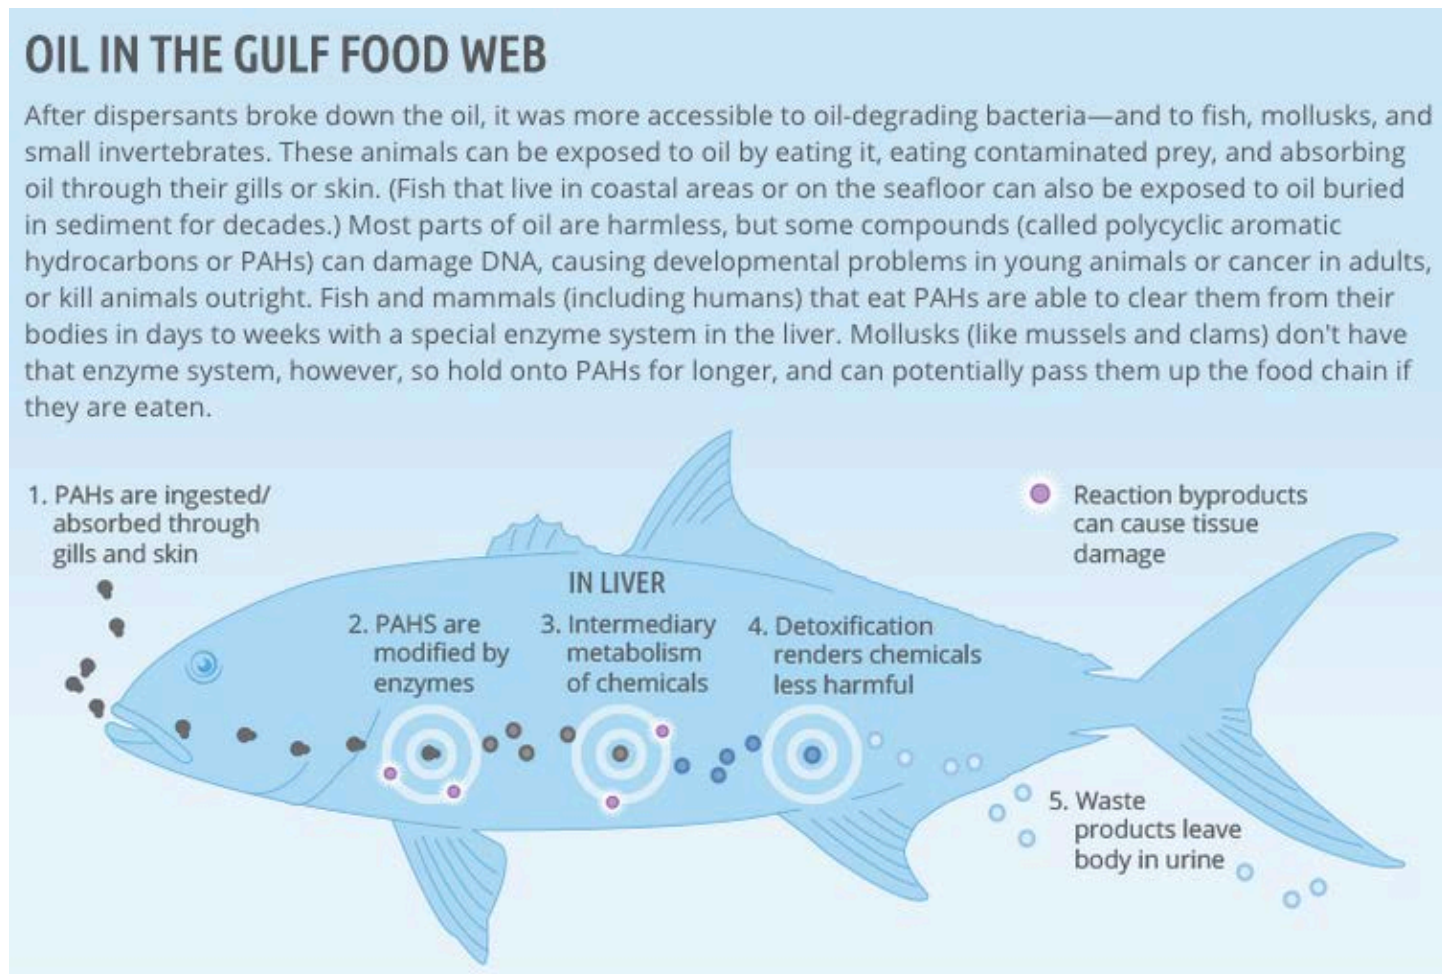 OIL IN THE GULF FOOD WEB
After dispersants broke down the oil, it was more accessible to oil-degrading bacteria—and to fish, mollusks, and
small invertebrates. These animals can be exposed to oil by eating it, eating contaminated prey, and absorbing
oil through their gills or skin. (Fish that live in coastal areas or on the seafloor can also be exposed to oil buried
in sediment for decades.) Most parts of oil are harmless, but some compounds (called polycyclic aromatic
hydrocarbons or PAHs) can damage DNA, causing developmental problems in young animals or cancer in adults,
or kill animals outright. Fish and mammals (including humans) that eat PAHs are able to clear them from their
bodies in days to weeks with a special enzyme system in the liver. Mollusks (like mussels and clams) don't have
that enzyme system, however, so hold onto PAHs for longer, and can potentially pass them up the food chain if
they are eaten.
1. PAHs are ingested/
absorbed through
gills and skin
Reaction byproducts
can cause tissue
damage
IN LIVER
2. PAHS are
modified by
enzymes
3. Intermediary
metabolism
of chemicals
4. Detoxification
renders chemicals
less harmful
5. Waste
products leave
body in urine